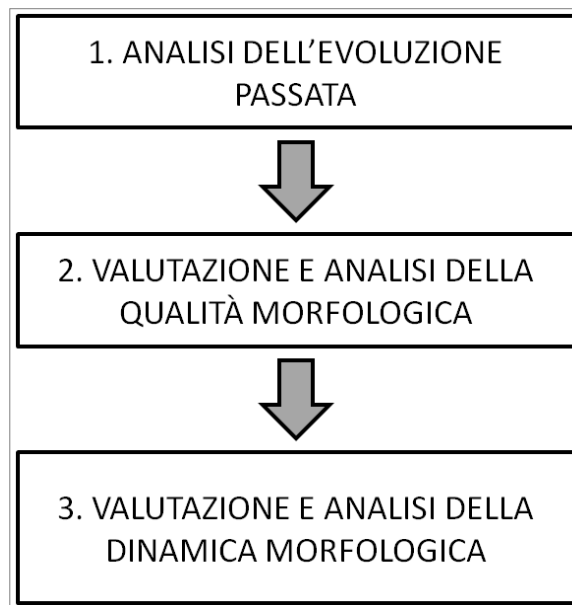 1. ANALISI DELL'EVOLUZIONE
PASSATA
2. VALUTAZIONE E ANALISI DELLA
QUALITÀ MORFOLOGICA
3. VALUTAZIONE E ANALISI DELLA
DINAMICA MORFOLOGICA